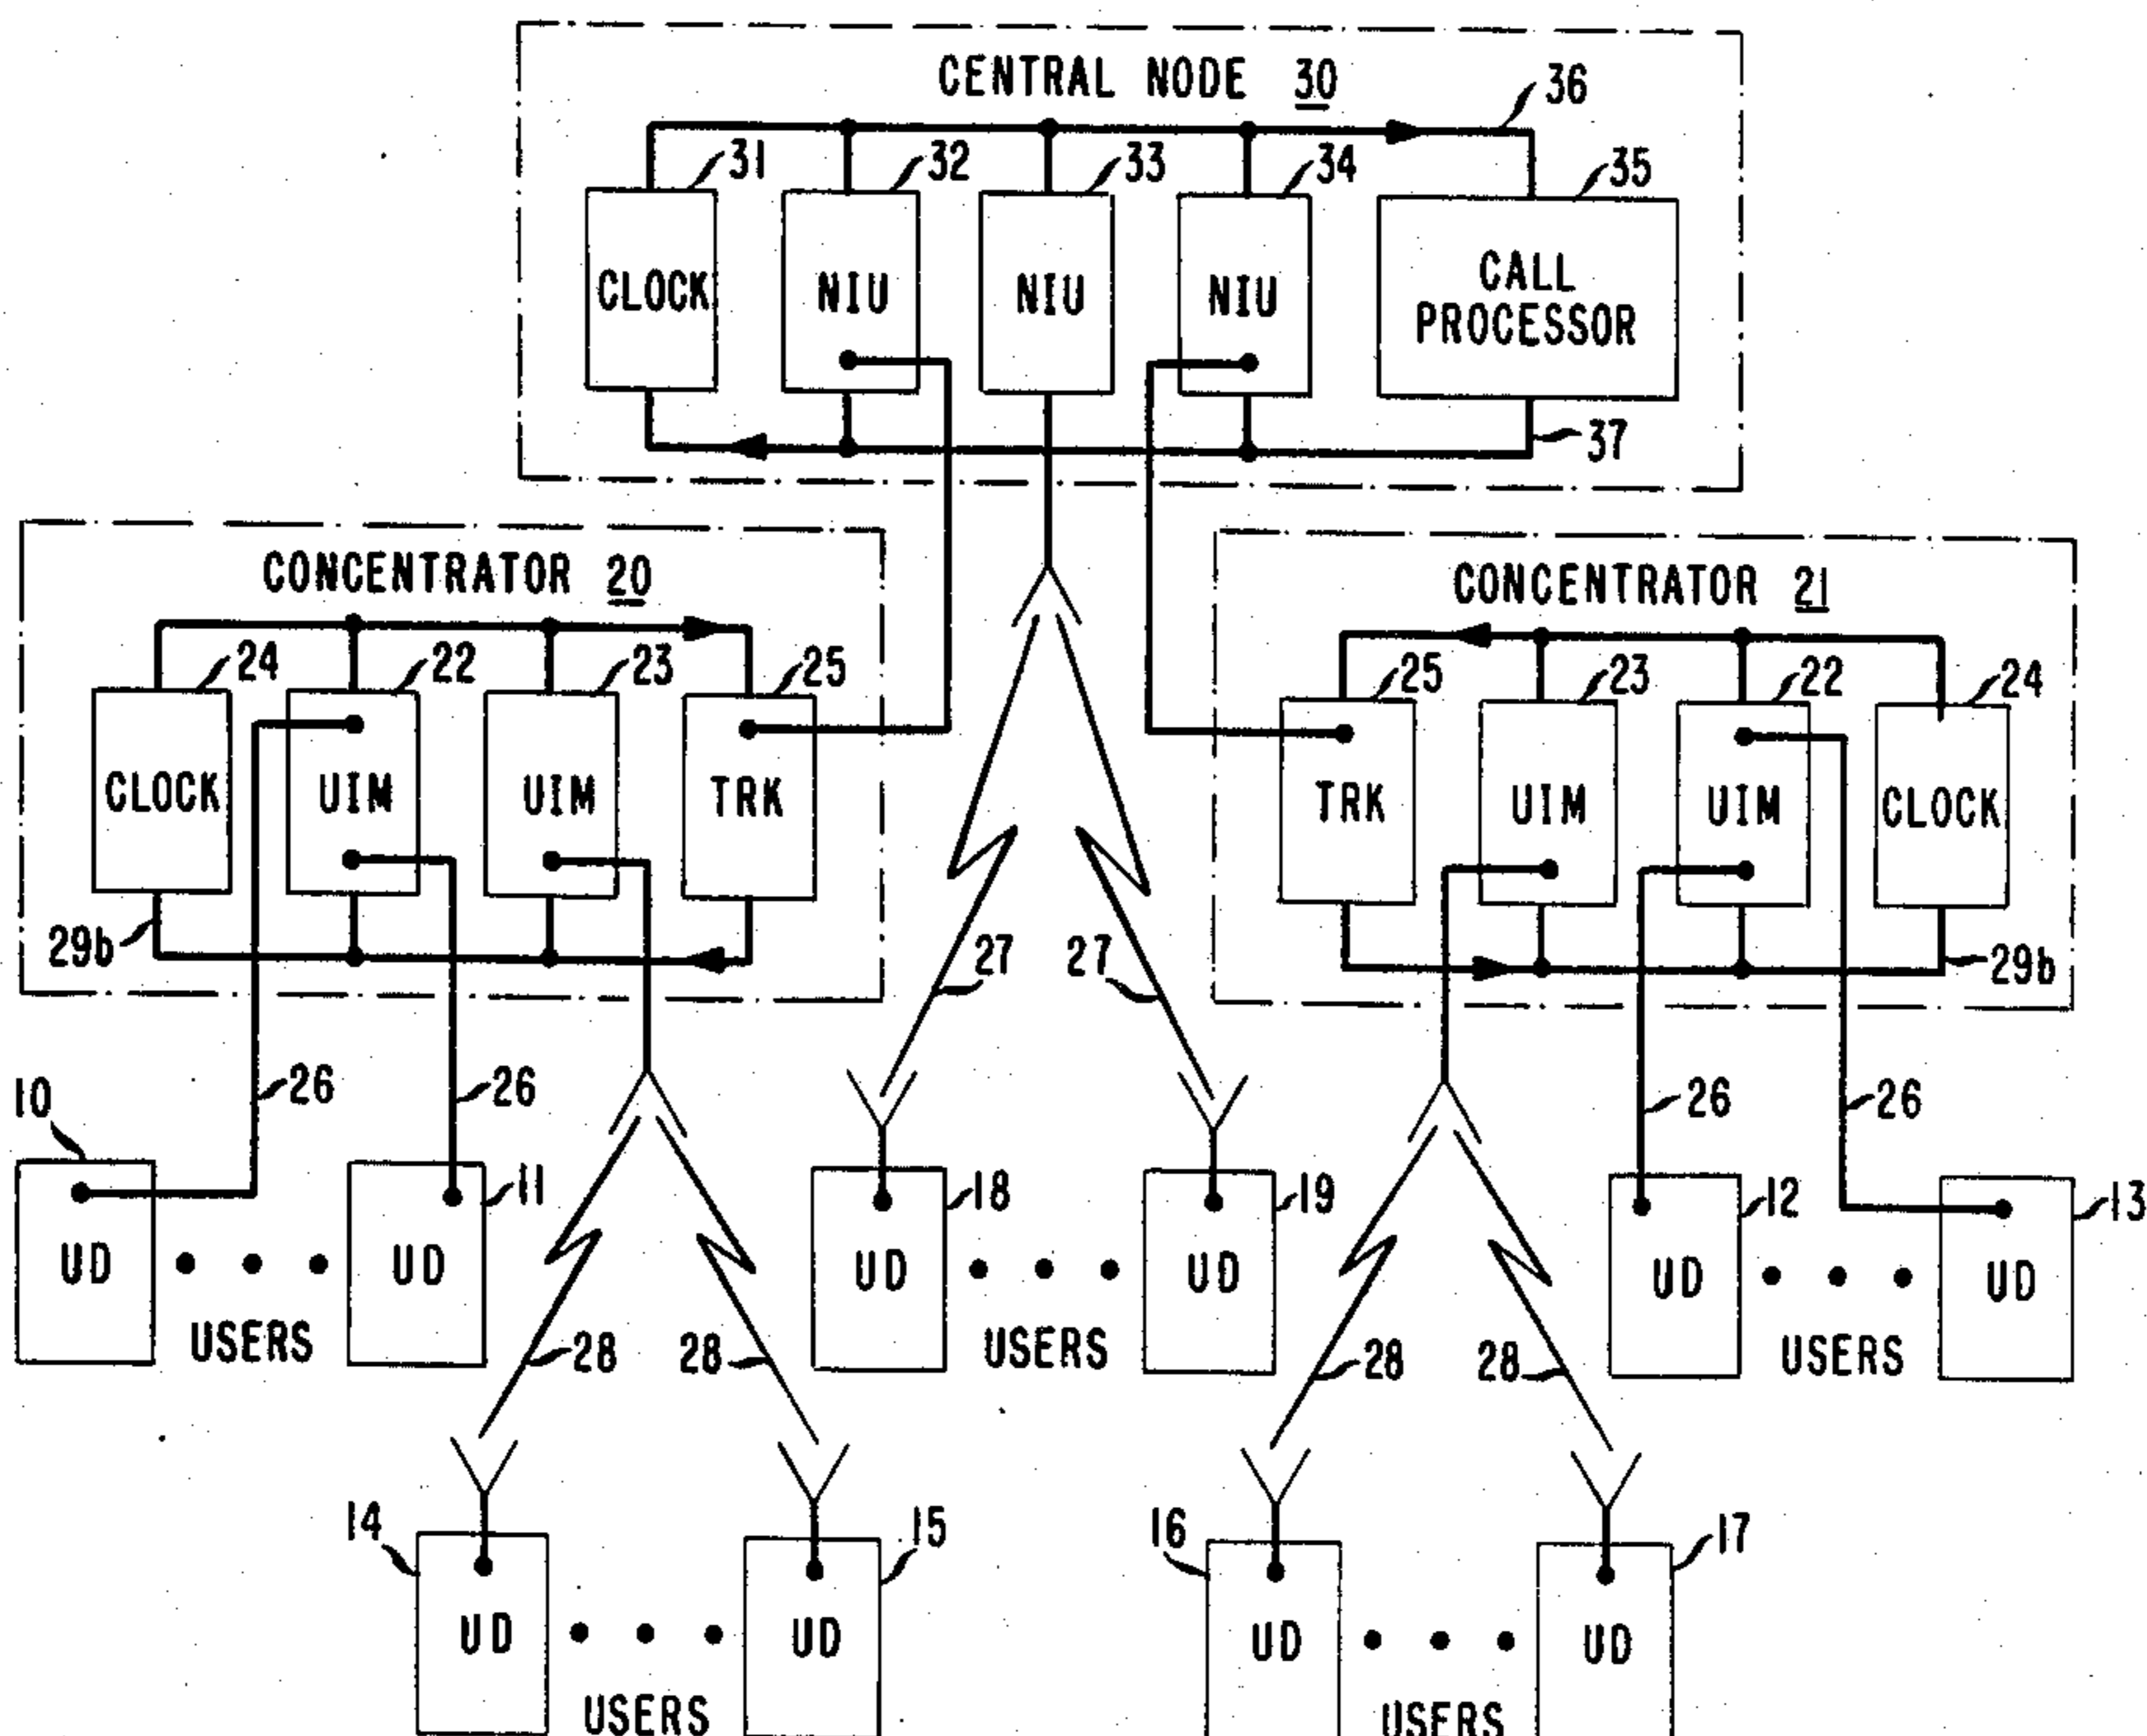 CENTRAL NODE 30
36
31
32
33
34
35
CLOCK
NIU
NIU
NIU
CALL
PROCESSOR
37
CONCENTRATOR 20
24
22
23
25
CLOCK
UIM
UIM
TRK
29b
CONCENTRATOR 21
25
23
22
24
TRK
UIM
UIM
CLOCK
29b
27
27
26
26
26
26
10
UD
USERS
11
UD
18
UD
USERS
19
UD
12
UD
USERS
13
UD
28
28
28
28
14
UD
USERS
15
UD
16
UD
USERS
17
UD